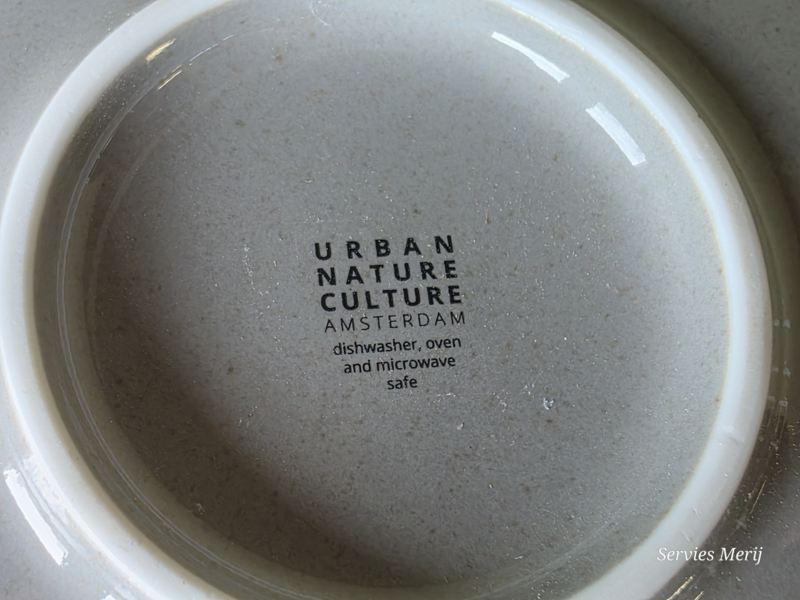 URBAN
NATURE
CULTURE
AMSTERDAM
dishwasher, oven
and microwave
safe
Servies Merij